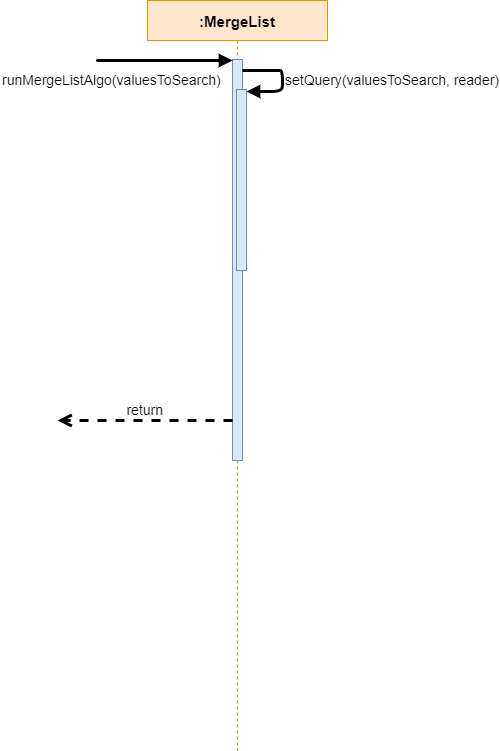 :MergeList
runMergeListAlgo(valuesToSearch)
setQuery(valuesToSearch, reader)
return